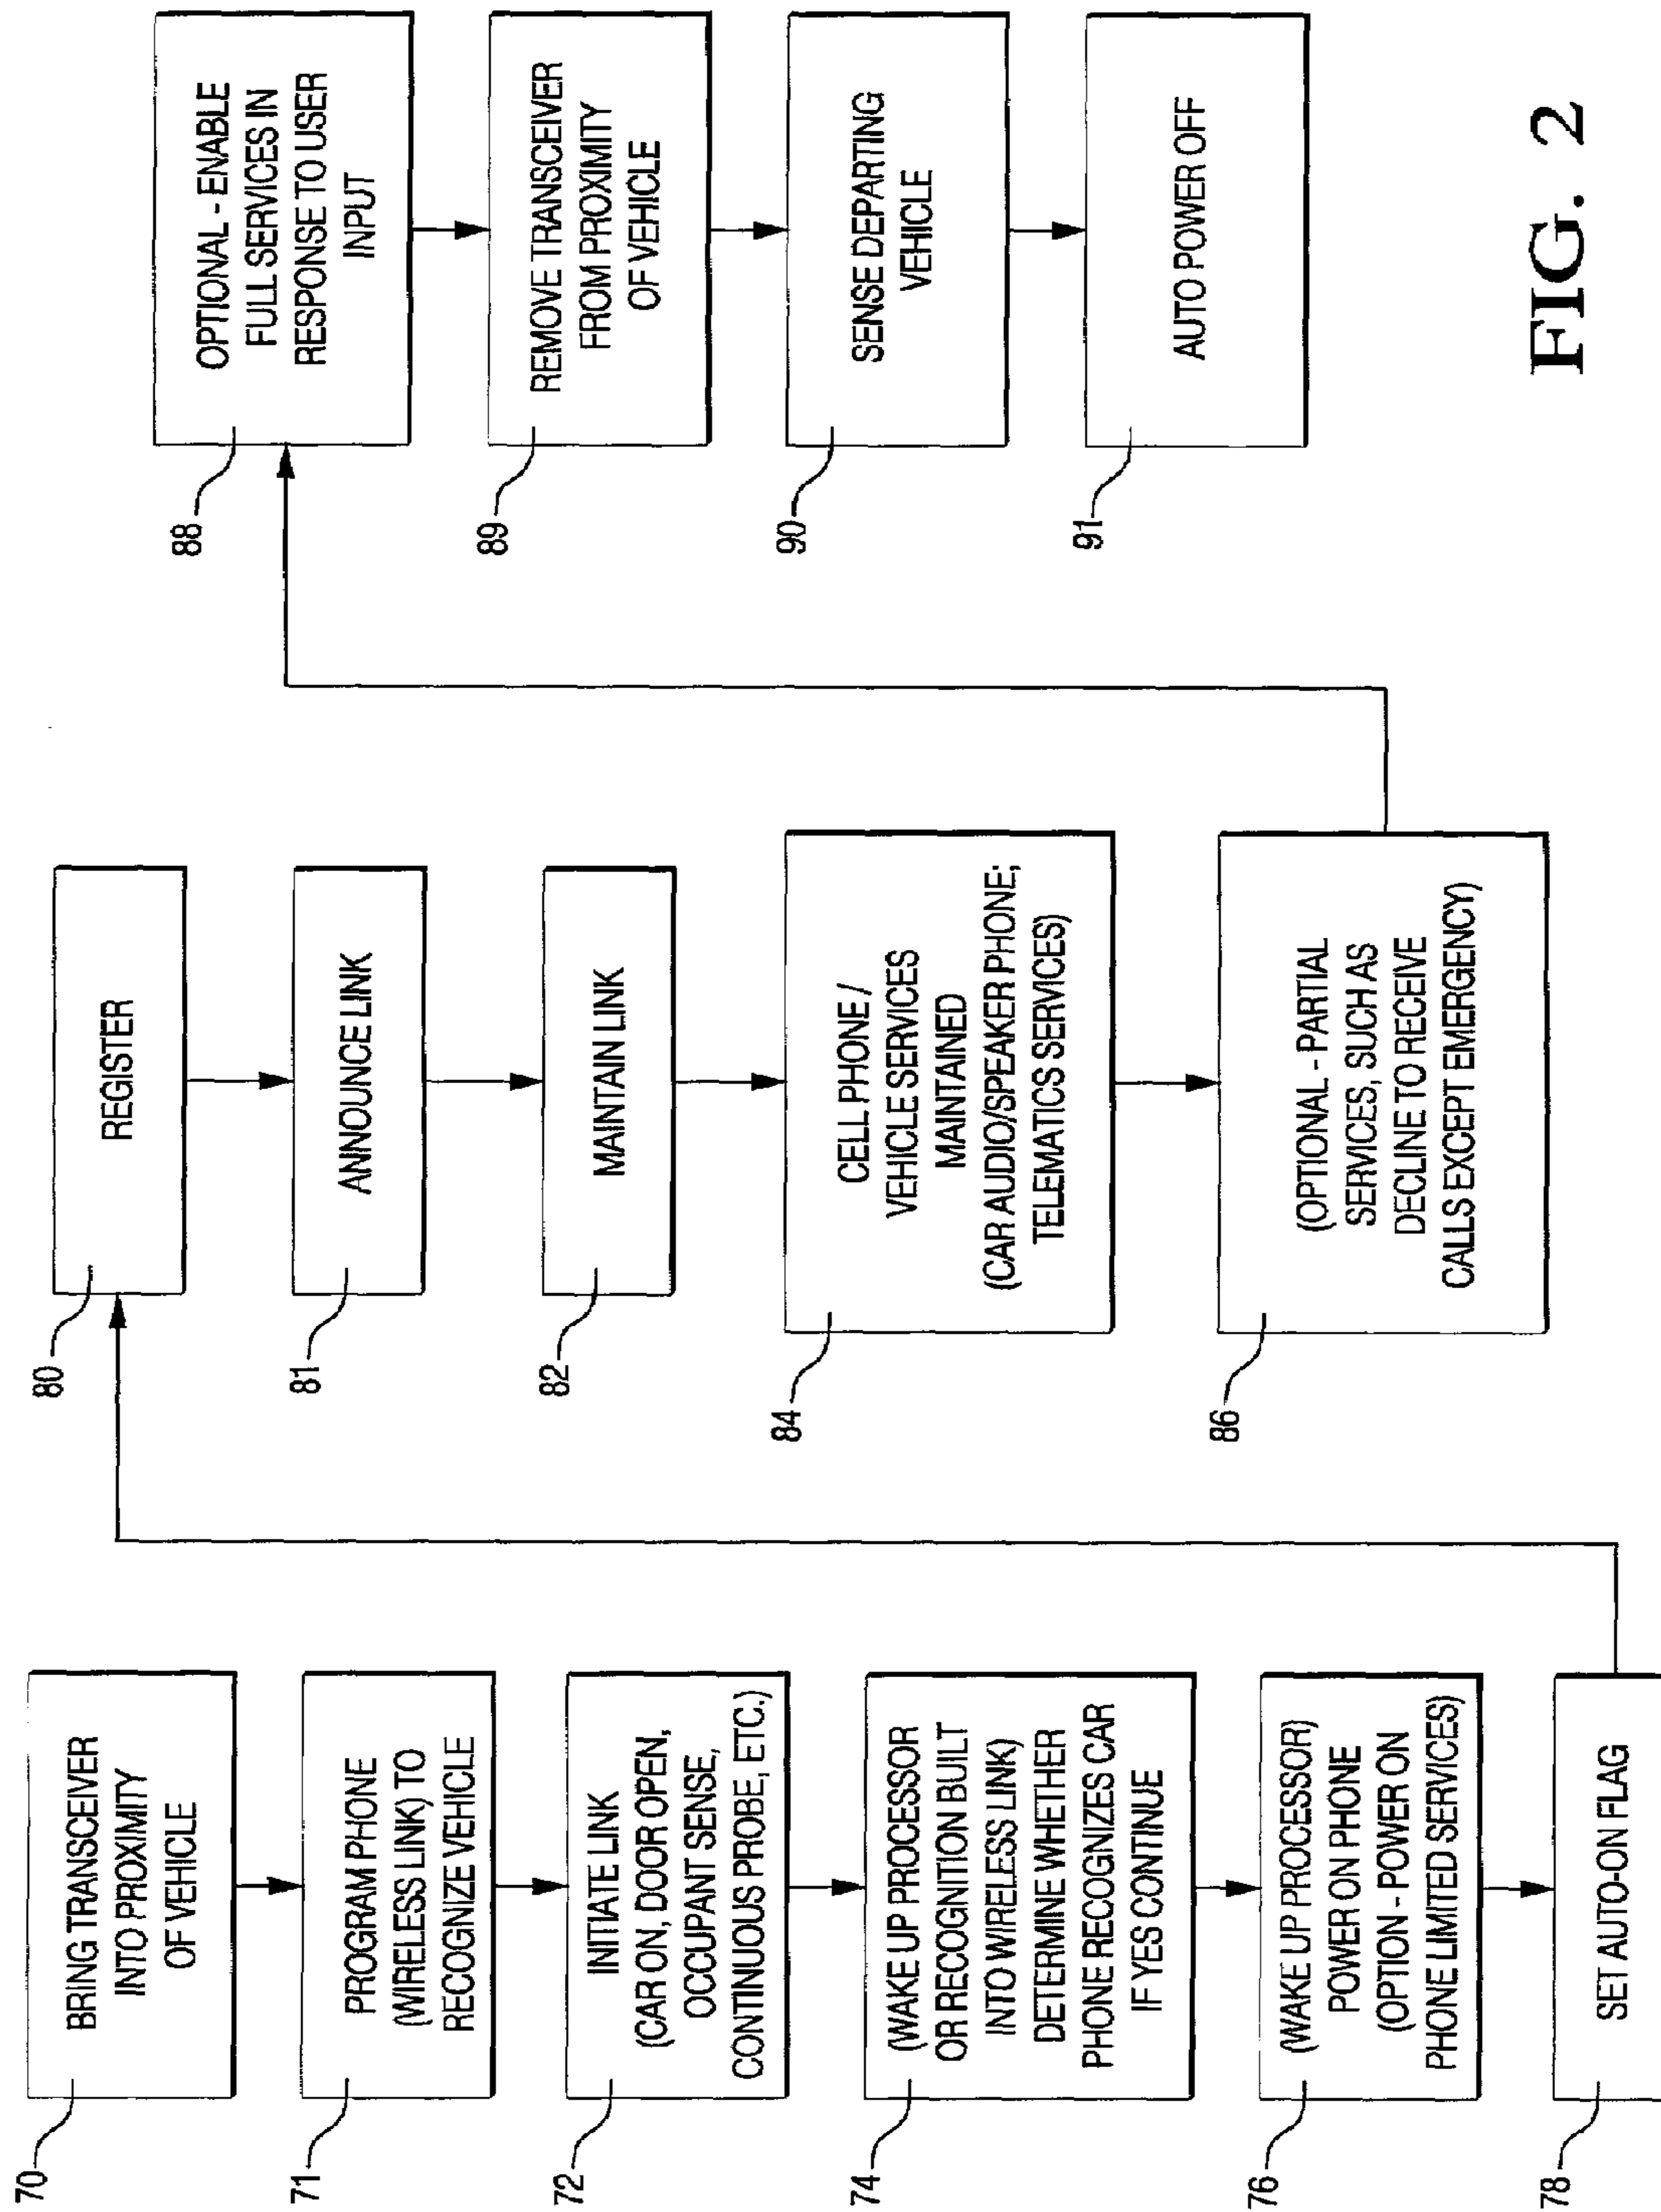 70
BRING TRANSCEIVER
INTO PROXIMITY
OF VEHICLE
71
PROGRAM PHONE
(WIRELESS LINK) TO
RECOGNIZE VEHICLE
72
INITIATE LINK
(CAR ON, DOOR OPEN,
OCCUPANT SENSE,
CONTINUOUS PROBE, ETC.)
74
(WAKE UP PROCESSOR
OR RECOGNITION BUILT
INTO WIRELESS LINK)
DETERMINE WHETHER
PHONE RECOGNIZES CAR
IF YES CONTINUE
76
(WAKE UP PROCESSOR)
POWER ON PHONE
(OPTION - POWER ON
PHONE LIMITED SERVICES)
78
SET AUTO-ON FLAG
80
REGISTER
81
ANNOUNCE LINK
82
MAINTAIN LINK
84
CELL PHONE /
VEHICLE SERVICES
MAINTAINED
(CAR AUDIO/SPEAKER PHONE;
TELEMATICS SERVICES)
86
(OPTIONAL - PARTIAL
SERVICES, SUCH AS
DECLINE TO RECEIVE
CALLS EXCEPT EMERGENCY)
88
OPTIONAL - ENABLE
FULL SERVICES IN
RESPONSE TO USER
INPUT
89
REMOVE TRANSCEIVER
FROM PROXIMITY
OF VEHICLE
90
SENSE DEPARTING
VEHICLE
91
AUTO POWER OFF
FIG. 2